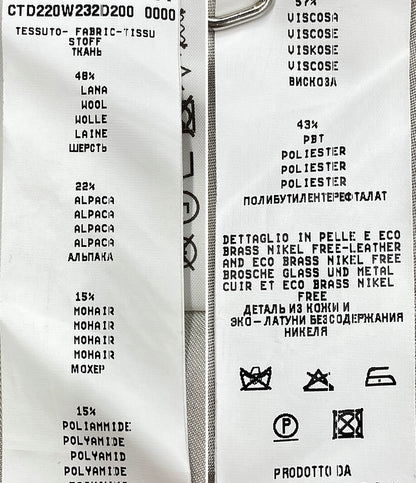 CTD220W232D200 0000
TESSUTO- FABRIC-TISSU
STOFF
ТКАНЬ
48%
LANA
WOOL
WOLLE
LAINE
ШЕРСТЬ
22%
ALPACA
ALPACA
ALPACA
ALPACA
АЛЬПАКА
15%
MOHAIR
MOHAIR
MOHAIR
MOHAIR
МОХЕР
15%
POLIAMMIDE
POLYAMIDE
POLYAMID
POLYAMIDE
57%
VISCOSA
VISCOSE
VISKOSE
VISCOSE
ВИСКОЗА
43%
PBT
POLIESTER
POLIESTER
POLIESTER
ПОЛИБУТИЛЕНТЕРЕФТАЛАТ
DETTAGLIO IN PELLE E ECO
BRASS NIKEL FREE-LEATHER
AND ECO BRASS NIKEL FREE
BROSCHE GLASS UND METAL
CUIR ET ECO BRASS NIKEL
FREE
ДЕТАЛЬ ИЗ КОЖИ И
ЭКО-ЛАТУНИ БЕЗ СОДЕРЖАНИЯ
НИКЕЛЯ
P
PRODOTTO DA